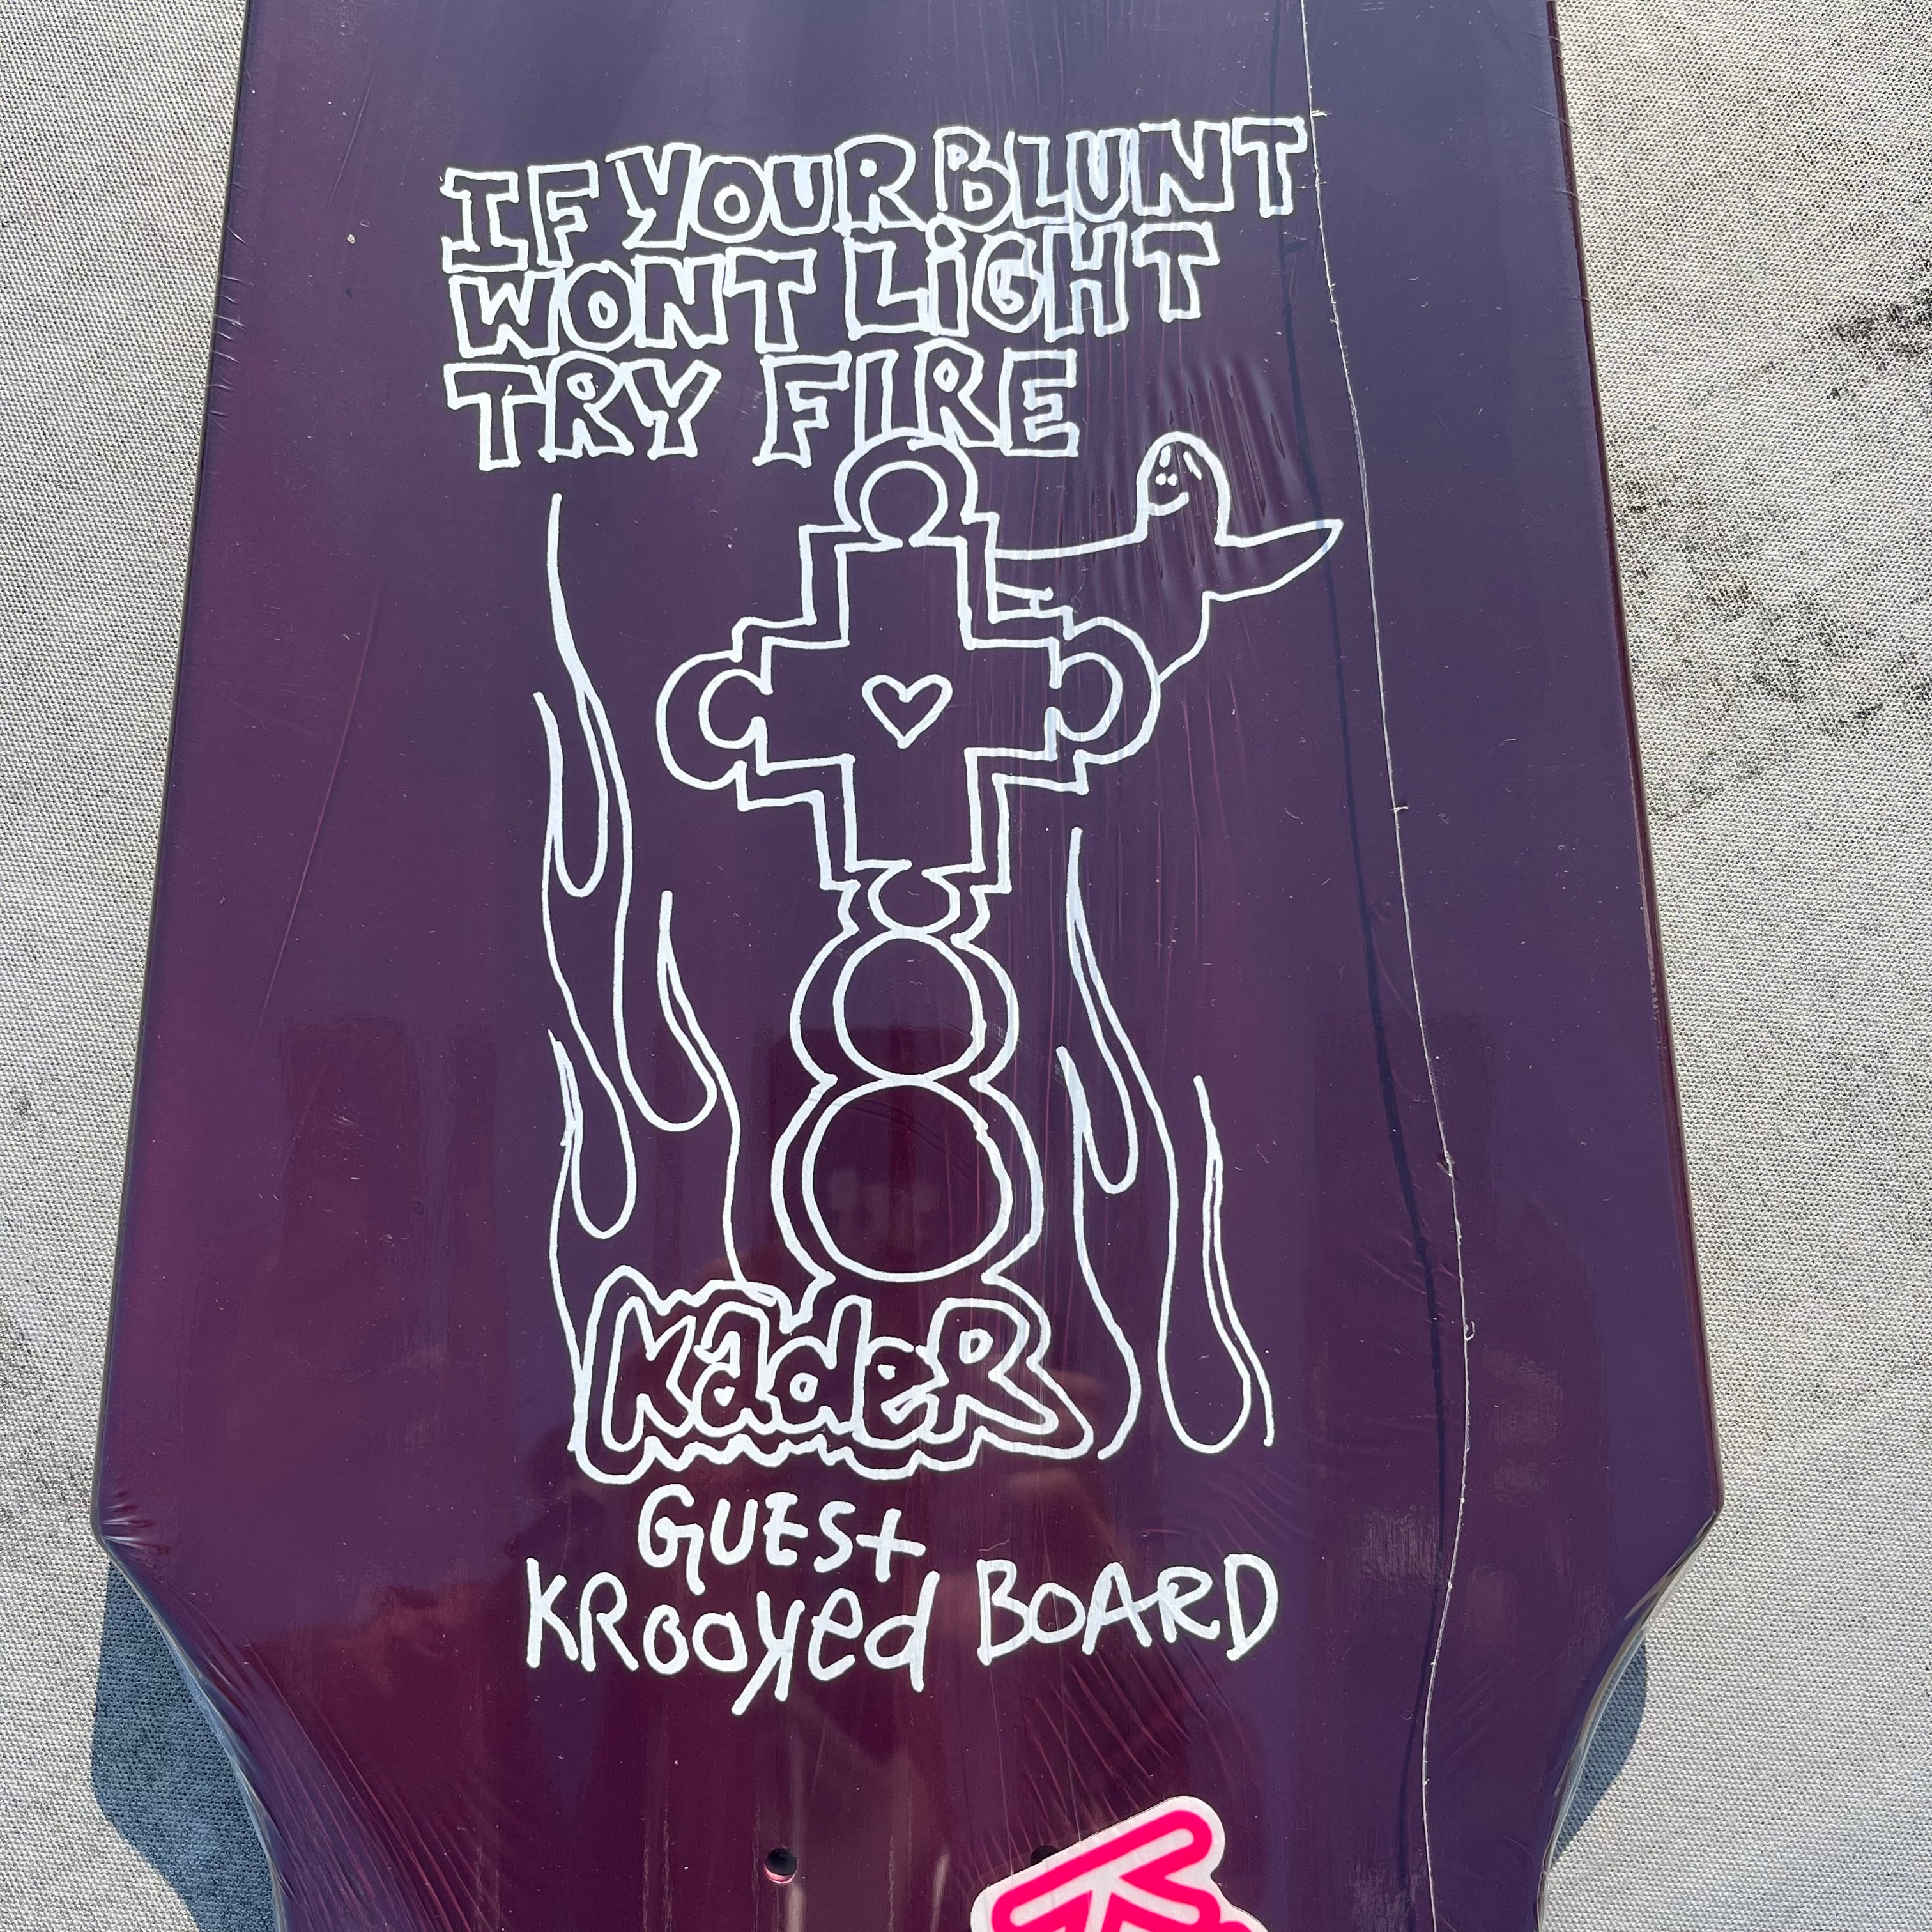 IF YOUR BLUNT
WONT LiGHT
TRY FIRE
KadeR
GUESt
KRooked BOARD